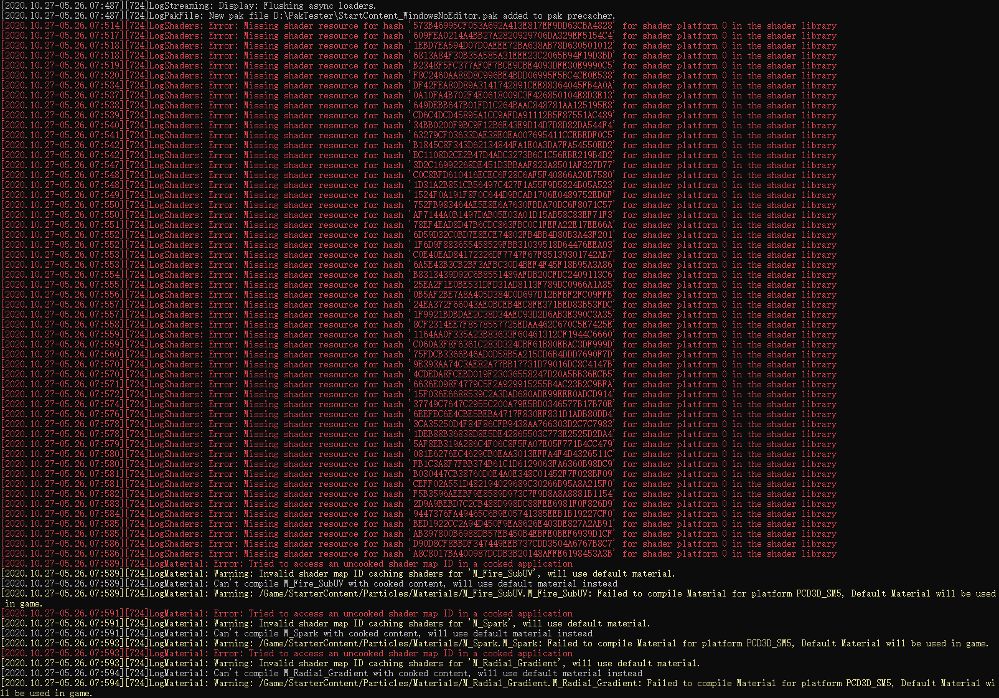 [2020.10.27-05.26.07:487][724]LogStreaming: Display: Flushing async loaders.
[2020.10.27-05.26.07:487][724]LogPakFile: New pak file D:\PakTester\StartContent_WindowsNoEditor.pak added to pak precacher.
[2020.10.27-05.26.07:514][724]LogShaders: Error: Missing shader resource for hash '573B46995CF053A692A413E817EF9DD63CBA4828' for shader platform 0 in the shader library
[2020.10.27-05.26.07:517][724]LogShaders: Error: Missing shader resource for hash '609FEA0214A4BB27A2820929706DA329EF5154C4' for shader platform 0 in the shader library
[2020.10.27-05.26.07:518][724]LogShaders: Error: Missing shader resource for hash '1EBD7EA594D07D0AEEE72BA638AB78D630501012' for shader platform 0 in the shader library
[2020.10.27-05.26.07:518][724]LogShaders: Error: Missing shader resource for hash '6813A84F30B35A585A31EEE23C2065B94F19D3BD' for shader platform 0 in the shader library
[2020.10.27-05.26.07:519][724]LogShaders: Error: Missing shader resource for hash 'B2348F5FC377AF0F7BCE9CBE4093DFE30E9990C5' for shader platform 0 in the shader library
[2020.10.27-05.26.07:520][724]LogShaders: Error: Missing shader resource for hash 'F8C2460AA88D8C996BE4BDD06995F5BC4CE0E538' for shader platform 0 in the shader library
[2020.10.27-05.26.07:534][724]LogShaders: Error: Missing shader resource for hash 'DF42FEA80D89A3141742891CEE88364045FB4A0A' for shader platform 0 in the shader library
[2020.10.27-05.26.07:537][724]LogShaders: Error: Missing shader resource for hash '0A10FA4B702F4E0618009C3F426850104E8D3E13' for shader platform 0 in the shader library
[2020.10.27-05.26.07:538][724]LogShaders: Error: Missing shader resource for hash '649DEBB647B01FD1C264BAAC848781AA125195E8' for shader platform 0 in the shader library
[2020.10.27-05.26.07:539][724]LogShaders: Error: Missing shader resource for hash 'CD6C4DCD45895A1CC9AFDA91112B5F87551AC489' for shader platform 0 in the shader library
[2020.10.27-05.26.07:540][724]LogShaders: Error: Missing shader resource for hash '34BB0200F9BC9F12B6E43E9D14D7D8D82DA544F4' for shader platform 0 in the shader library
[2020.10.27-05.26.07:541][724]LogShaders: Error: Missing shader resource for hash '63279CF03633DAE38E0EA007695411CCEBEDF0C5' for shader platform 0 in the shader library
[2020.10.27-05.26.07:542][724]LogShaders: Error: Missing shader resource for hash 'B1845C8F343D62134844FA1E0A3DA7FA54550ED2' for shader platform 0 in the shader library
[2020.10.27-05.26.07:542][724]LogShaders: Error: Missing shader resource for hash 'EC1108D2CE2B47D4ADC3273B6C1C56EBE219B4D2' for shader platform 0 in the shader library
[2020.10.27-05.26.07:547][724]LogShaders: Error: Missing shader resource for hash '3D2C16992268DE451D3BBAAF823A8501AF327D77' for shader platform 0 in the shader library
[2020.10.27-05.26.07:548][724]LogShaders: Error: Missing shader resource for hash 'C0C8BFD610416ECEC6F28C6AF5F40866A20B7580' for shader platform 0 in the shader library
[2020.10.27-05.26.07:548][724]LogShaders: Error: Missing shader resource for hash '1D31A2B851CB56497C427F1A55F9D5824B05A523' for shader platform 0 in the shader library
[2020.10.27-05.26.07:549][724]LogShaders: Error: Missing shader resource for hash '1524F0A191F8F0C644D9BCAB1706E0489752ED6F' for shader platform 0 in the shader library
[2020.10.27-05.26.07:550][724]LogShaders: Error: Missing shader resource for hash '752FB983464AE5E8E6A7630FBDA70DC6F8071C57' for shader platform 0 in the shader library
[2020.10.27-05.26.07:550][724]LogShaders: Error: Missing shader resource for hash 'AF7144A0B1497DAB05E03A01D15AB58C83EF71F3' for shader platform 0 in the shader library
[2020.10.27-05.26.07:551][724]LogShaders: Error: Missing shader resource for hash '78EF4EAD8D47B6CDC863FBC0C1FEFA22E17EE66A' for shader platform 0 in the shader library
[2020.10.27-05.26.07:552][724]LogShaders: Error: Missing shader resource for hash '6D59D32C0BD7E8ECE74802FB4BB4D80B3A43F201' for shader platform 0 in the shader library
[2020.10.27-05.26.07:552][724]LogShaders: Error: Missing shader resource for hash '1F6D9F883655458529FBB31039518D64476EEA03' for shader platform 0 in the shader library
[2020.10.27-05.26.07:553][724]LogShaders: Error: Missing shader resource for hash 'C0E40EAD84172326DF7747F67F85139301742AB7' for shader platform 0 in the shader library
[2020.10.27-05.26.07:553][724]LogShaders: Error: Missing shader resource for hash '6A5E43B3CB2BF3AFBC30D4BEF4F45F18B95A3A86' for shader platform 0 in the shader library
[2020.10.27-05.26.07:554][724]LogShaders: Error: Missing shader resource for hash 'B8313439D92C6B8551489AFDB20CFDC2409113C6' for shader platform 0 in the shader library
[2020.10.27-05.26.07:555][724]LogShaders: Error: Missing shader resource for hash '25EA2F1E0BE531DFD31AD8113F789DC0966A1A85' for shader platform 0 in the shader library
[2020.10.27-05.26.07:556][724]LogShaders: Error: Missing shader resource for hash '0B5AF2BE7A8A405D384C0D697D12BFBF2FC09FFB' for shader platform 0 in the shader library
[2020.10.27-05.26.07:557][724]LogShaders: Error: Missing shader resource for hash '24EA372F66043AE0BCEB4EC8FE371BED83B53FDC' for shader platform 0 in the shader library
[2020.10.27-05.26.07:557][724]LogShaders: Error: Missing shader resource for hash '1F9921BDBDAE2C38D34AEC93D2D6AB3E390C3A35' for shader platform 0 in the shader library
[2020.10.27-05.26.07:558][724]LogShaders: Error: Missing shader resource for hash '8CF2314EE7F8578557725EDAA462C670C5E7425E' for shader platform 0 in the shader library
[2020.10.27-05.26.07:559][724]LogShaders: Error: Missing shader resource for hash '1164AA0F335A23B83633F60461312CF1944C6660' for shader platform 0 in the shader library
[2020.10.27-05.26.07:559][724]LogShaders: Error: Missing shader resource for hash 'C060A3F8F6361C283D324CBF61B80EBAC3DF999D' for shader platform 0 in the shader library
[2020.10.27-05.26.07:560][724]LogShaders: Error: Missing shader resource for hash '75FDCB3366B46AD0D58B5A215CD6B4DDD7690F7D' for shader platform 0 in the shader library
[2020.10.27-05.26.07:570][724]LogShaders: Error: Missing shader resource for hash '9E393AA74C3AE82A77BB17731D79016DC8C4147B' for shader platform 0 in the shader library
[2020.10.27-05.26.07:570][724]LogShaders: Error: Missing shader resource for hash '4CDEDA8FCEBD019F23036558247D20A5BB36ECB5' for shader platform 0 in the shader library
[2020.10.27-05.26.07:571][724]LogShaders: Error: Missing shader resource for hash '6636E098F4779C5F2A929915255B4AC23B2C9BFA' for shader platform 0 in the shader library
[2020.10.27-05.26.07:572][724]LogShaders: Error: Missing shader resource for hash '15F036E6688539C2A3DAD680ADE99EEE0ADCD914' for shader platform 0 in the shader library
[2020.10.27-05.26.07:574][724]LogShaders: Error: Missing shader resource for hash '37749C7647C2955C200A79E5BD0346577B17B70E' for shader platform 0 in the shader library
[2020.10.27-05.26.07:576][724]LogShaders: Error: Missing shader resource for hash '6EEFEC6E4CBE5BEBA4717F830EF831D1ADB80DD4' for shader platform 0 in the shader library
[2020.10.27-05.26.07:578][724]LogShaders: Error: Missing shader resource for hash '3CA35250D4F84F86CFB9438AA766303D2C7C7983' for shader platform 0 in the shader library
[2020.10.27-05.26.07:578][724]LogShaders: Error: Missing shader resource for hash '1DEB88B36838D8E5DE42865503C773E2525D2DA4' for shader platform 0 in the shader library
[2020.10.27-05.26.07:579][724]LogShaders: Error: Missing shader resource for hash '5AF8EB319A286C4F06C8F5FA07E05F771B4CC479' for shader platform 0 in the shader library
[2020.10.27-05.26.07:580][724]LogShaders: Error: Missing shader resource for hash '081E6276EC4629CB0EAA3013EFFA4F4D4326511C' for shader platform 0 in the shader library
[2020.10.27-05.26.07:580][724]LogShaders: Error: Missing shader resource for hash 'FB1C3A8F7FBB374B61C1D6129063FA6360B98DC9' for shader platform 0 in the shader library
[2020.10.27-05.26.07:581][724]LogShaders: Error: Missing shader resource for hash 'B030447CB38760D0E4A0E348C01452F7F028BF09' for shader platform 0 in the shader library
[2020.10.27-05.26.07:581][724]LogShaders: Error: Missing shader resource for hash 'CEFF02A551D482194029689C30266B95A8A215F0' for shader platform 0 in the shader library
[2020.10.27-05.26.07:582][724]LogShaders: Error: Missing shader resource for hash 'F5B3596AEEBF9E8589D973C7F9D8A8A8881B1154' for shader platform 0 in the shader library
[2020.10.27-05.26.07:583][724]LogShaders: Error: Missing shader resource for hash '2D9A9BEBD7C2CB488D998DC88FEE6981F0F826D9' for shader platform 0 in the shader library
[2020.10.27-05.26.07:584][724]LogShaders: Error: Missing shader resource for hash '9447376FA49465C6B9E05741385EEB1B19227CF0' for shader platform 0 in the shader library
[2020.10.27-05.26.07:585][724]LogShaders: Error: Missing shader resource for hash 'BED1922CC2A94D450F9EA8626E403DE827A2AB91' for shader platform 0 in the shader library
[2020.10.27-05.26.07:585][724]LogShaders: Error: Missing shader resource for hash 'AB397800B6988DB57EB450B4EBFE0BEF6939D1CF' for shader platform 0 in the shader library
[2020.10.27-05.26.07:586][724]LogShaders: Error: Missing shader resource for hash 'D90D8CF8BBDF347449EEB737CDD3504A6767B8C7' for shader platform 0 in the shader library
[2020.10.27-05.26.07:586][724]LogShaders: Error: Missing shader resource for hash 'A8C8017BA400987DCDB3B20148AFFE6198453A3B' for shader platform 0 in the shader library
[2020.10.27-05.26.07:589][724]LogMaterial: Error: Tried to access an uncooked shader map ID in a cooked application
[2020.10.27-05.26.07:589][724]LogMaterial: Warning: Invalid shader map ID caching shaders for 'M_Fire_SubUV', will use default material.
[2020.10.27-05.26.07:589][724]LogMaterial: Can't compile M_Fire_SubUV with cooked content, will use default material instead
[2020.10.27-05.26.07:589][724]LogMaterial: Warning: /Game/StarterContent/Particles/Materials/M_Fire_SubUV.M_Fire_SubUV: Failed to compile Material for platform PCD3D_SM5, Default Material will be used
 in game.
[2020.10.27-05.26.07:591][724]LogMaterial: Error: Tried to access an uncooked shader map ID in a cooked application
[2020.10.27-05.26.07:591][724]LogMaterial: Warning: Invalid shader map ID caching shaders for 'M_Spark', will use default material.
[2020.10.27-05.26.07:591][724]LogMaterial: Can't compile M_Spark with cooked content, will use default material instead
[2020.10.27-05.26.07:593][724]LogMaterial: Warning: /Game/StarterContent/Particles/Materials/M_Spark.M_Spark: Failed to compile Material for platform PCD3D_SM5, Default Material will be used in game.
[2020.10.27-05.26.07:593][724]LogMaterial: Error: Tried to access an uncooked shader map ID in a cooked application
[2020.10.27-05.26.07:593][724]LogMaterial: Warning: Invalid shader map ID caching shaders for 'M_Radial_Gradient', will use default material.
[2020.10.27-05.26.07:594][724]LogMaterial: Can't compile M_Radial_Gradient with cooked content, will use default material instead
[2020.10.27-05.26.07:594][724]LogMaterial: Warning: /Game/StarterContent/Particles/Materials/M_Radial_Gradient.M_Radial_Gradient: Failed to compile Material for platform PCD3D_SM5, Default Material wi
ll be used in game.